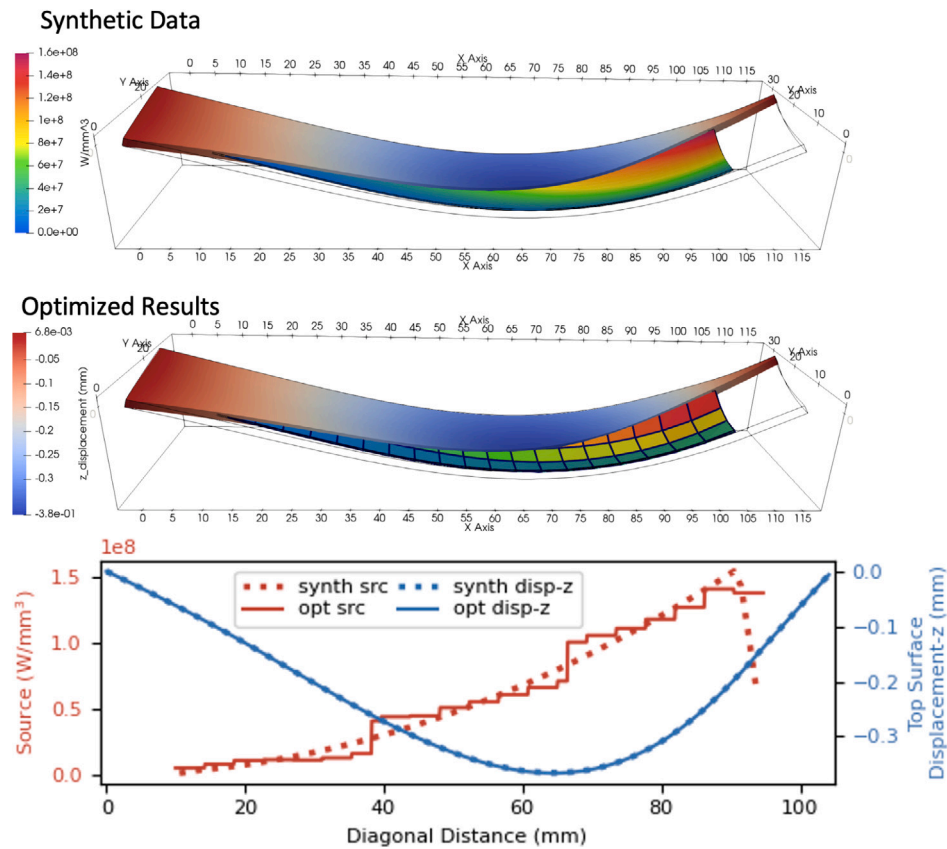 Synthetic Data
1.6e+08
1.4e+8
1.2e+8
1e+8
8e+7
6e+7
4e+7
2e+7
0.0e+00
W/mm^3
X Axis
0 5 10 15 20 25 30 35 40 45 50 55 60 65 70 75 80 85 90 95 100 105 110 115
Y Axis
20
0
0
30
Y Axis
20
10
0
0
0 5 10 15 20 25 30 35 40 45 50 55 60 65 70 75 80 85 90 95 100 105 110 115
X Axis
Optimized Results
6.8e-03
-0.05
-0.1
-0.15
-0.2
-0.25
-0.3
-3.8e-01
z_displacement (mm)
X Axis
0 5 10 15 20 25 30 35 40 45 50 55 60 65 70 75 80 85 90 95 100 105 110 115
Y Axis
20
0
0
30
Y Axis
20
10
0
0
0 5 10 15 20 25 30 35 40 45 50 55 60 65 70 75 80 85 90 95 100 105 110 115
X Axis
1e8
1.5
1.0
0.5
0.0
Source (W/mm³)
synth src
opt src
synth disp-z
opt disp-z
0.0
−0.1
−0.2
−0.3
Top Surface
Displacement-z (mm)
0 20 40 60 80 100
Diagonal Distance (mm)